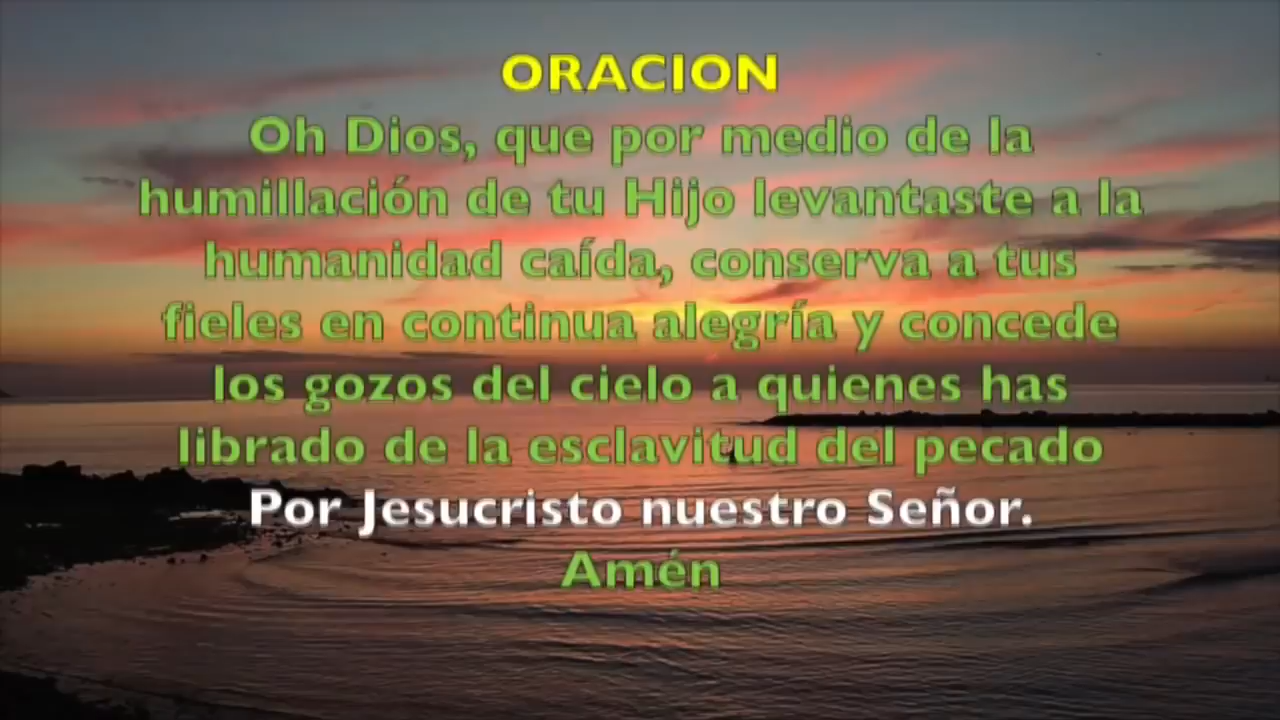 ORACION
Oh Dios, que por medio de la
humillación de tu Hijo levantaste a la
humanidad caída, conserva a tus
fieles en continua alegría y concede
los gozos del cielo a quienes has
librado de la esclavitud del pecado
Por Jesucristo nuestro Señor.
Amén